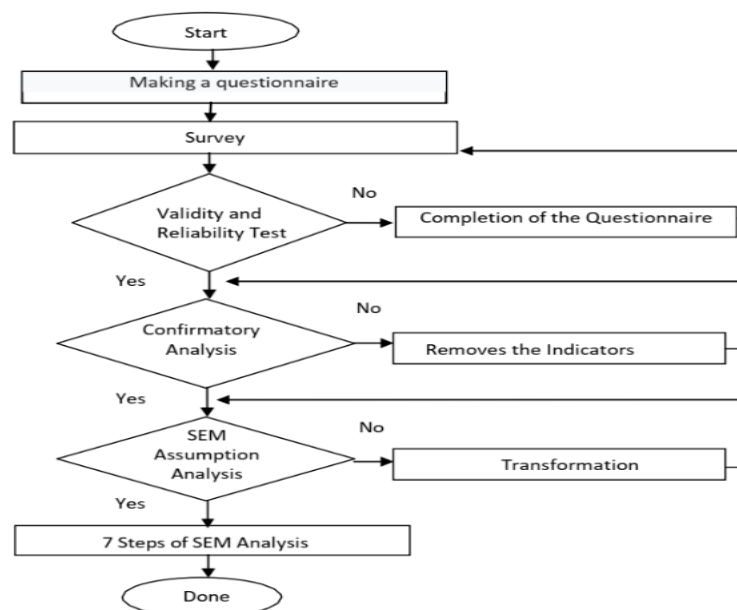 Start
Making a questionnaire
Survey
No
Validity and
Reliability Test
Completion of the Questionnaire
Yes
No
Confirmatory
Analysis
Removes the Indicators
Yes
No
SEM
Assumption
Analysis
Transformation
Yes
7 Steps of SEM Analysis
Done